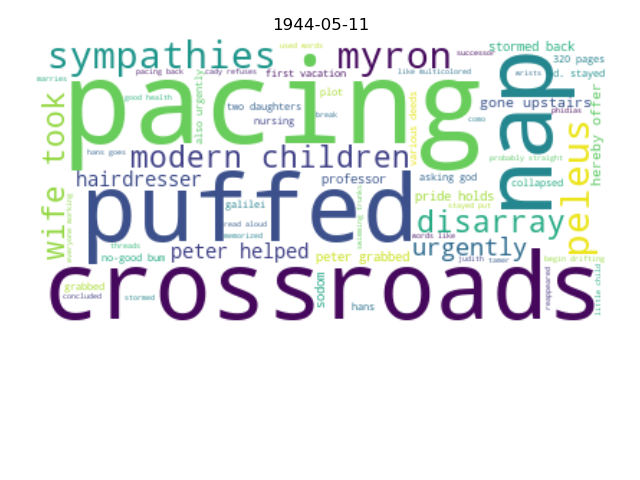 1944-05-11
used words
sympathies
myron
successor
stormed back
320 pages
pacing back
cady refuses
first vacation
like multicolored
wrists
d. stayed
marries
pacing
nap
good health
also urgently
two daughters
plot
break
nursing
various deeds
gone upstairs
phidias
como
hereby offer
wife took
hans goes
modern children
peleus
probably straight
hairdresser
professor
asking god
collapsed
puffed
galilei
swimming trunks
pride holds
stayed put
read aloud
memorized
disarray
words like
everyone working
threads
no-good bum
peter helped
peter grabbed
urgently
judith
tamer
begin drifting
crossroads
grabbed
concluded
stormed
sodom
hans
reappeared
little child